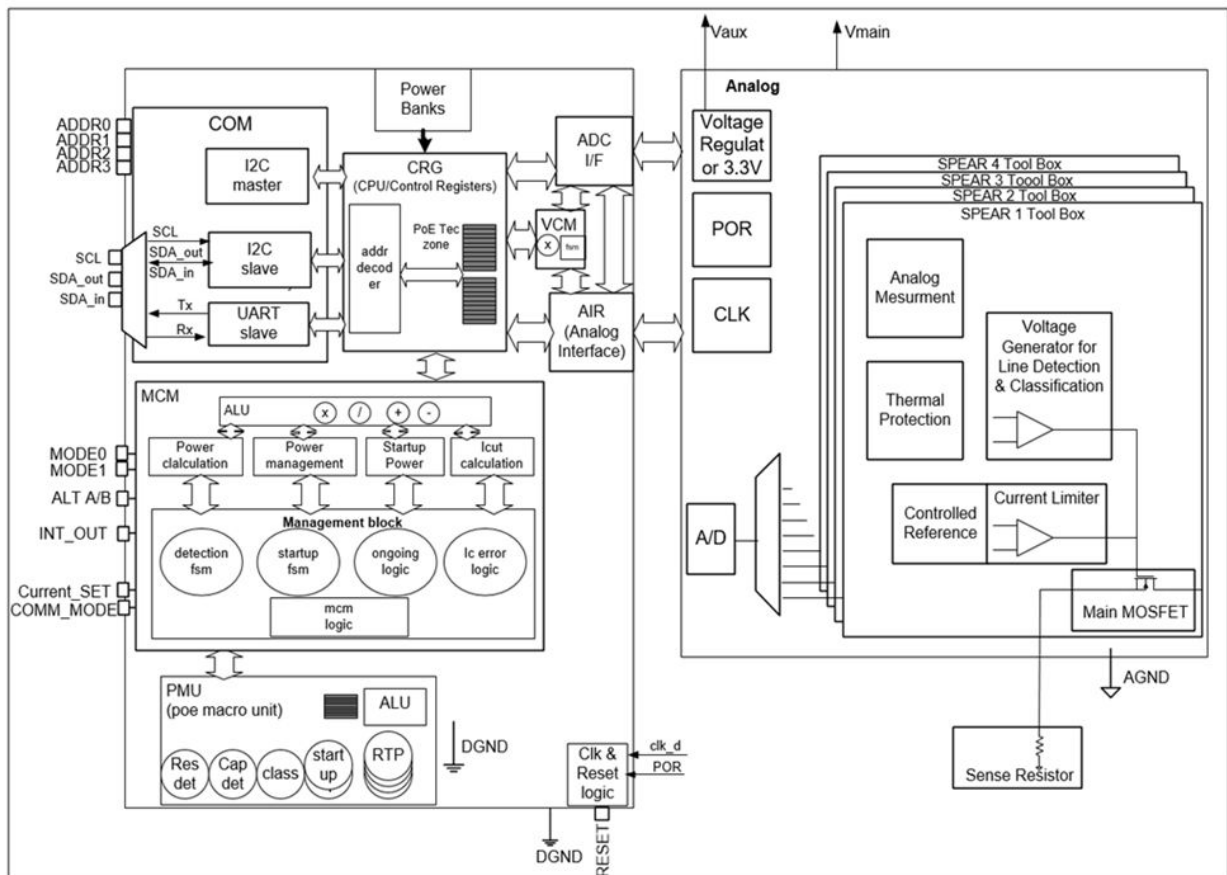 Vaux
Vmain
Power
Banks
Analog
ADDR0
ADDR1
ADDR2
ADDR3
COM
I2C
master
CRG
(CPU/Control Registers)
PoE Tec
zone
addr
decod
er
ADC
I/F
VCM
x
fsm
AIR
(Analog
Interface)
SCL
SDA_out
SDA_in
SCL
SDA_out
SDA_in
I2C
slave
Tx
Rx
UART
slave
Voltage
Regulat
or 3.3V
POR
CLK
SPEAR 4 Tool Box
SPEAR 3 Toool Box
SPEAR 2 Tool Box
SPEAR 1 Tool Box
Analog
Mesurment
Thermal
Protection
Voltage
Generator for
Line Detection
& Classification
Controlled
Reference
Current Limiter
Main MOSFET
A/D
AGND
Sense Resistor
MCM
ALU
x
/
+
-
MODE0
MODE1
ALT A/B
INT_OUT
Current_SET
COMM_MODE
Power
clalculation
Power
management
Startup
Power
Icut
calculation
Management block
detection
fsm
startup
fsm
ongoing
logic
Ic error
logic
mcm
logic
PMU
(poe macro unit)
ALU
Res
det
Cap
det
class
start
up
RTP
DGND
Clk &
Reset
logic
clk_d
POR
DGND
RESET